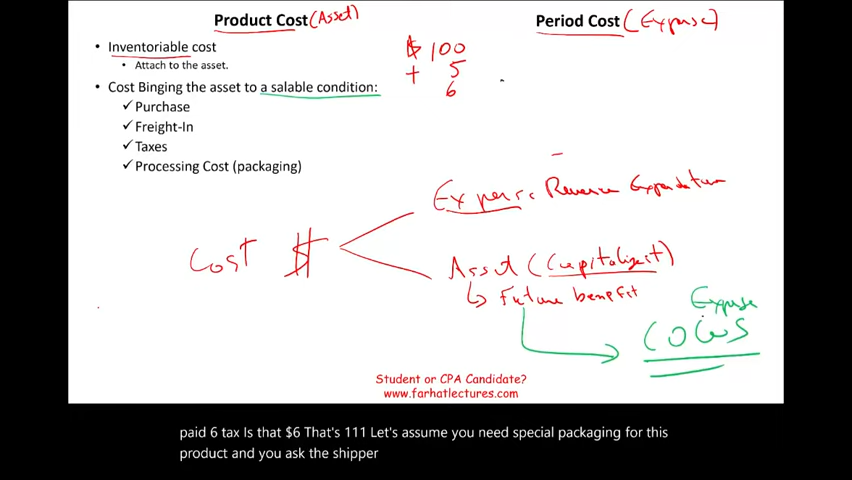 Product Cost (Asset)
Period Cost (Expense)
• Inventoriable cost
• Attach to the asset.
• Cost Binging the asset to a salable condition:
✓ Purchase
✓ Freight-In
✓ Taxes
✓ Processing Cost (packaging)
$100
+ 5
6
Expense: Revenue Expenditure
Cost $
Asset (Capitalized)
↳ Future benefit
Expense
COGS
Student or CPA Candidate?
www.farhatlectures.com
paid 6 tax Is that $6 That's 111 Let's assume you need special packaging for this
product and you ask the shipper